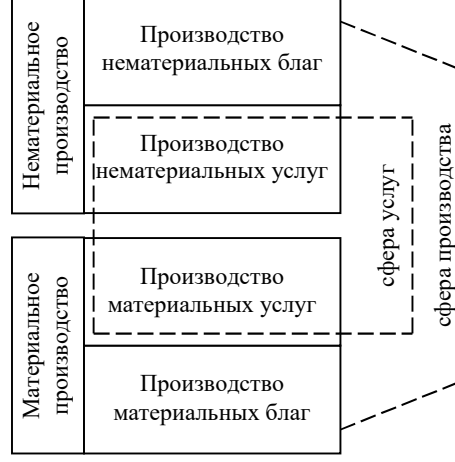 Нематериальное
производство
Производство
нематериальных благ
Производство
нематериальных услуг
Материальное
производство
Производство
материальных услуг
Производство
материальных благ
сфера услуг
сфера производства